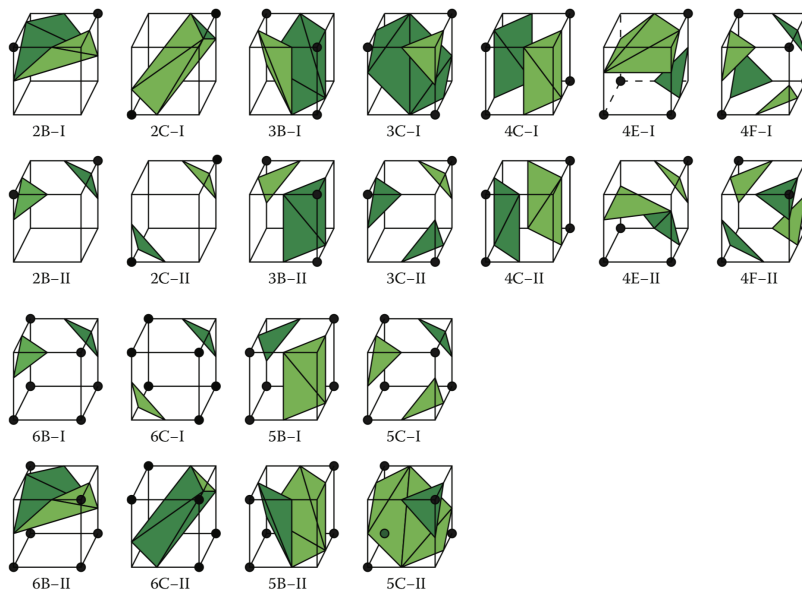 2B–I 2C–I 3B–I 3C–I 4C–I 4E–I 4F–I
2B–II 2C–II 3B–II 3C–II 4C–II 4E–II 4F–II
6B–I 6C–I 5B–I 5C–I
6B–II 6C–II 5B–II 5C–II